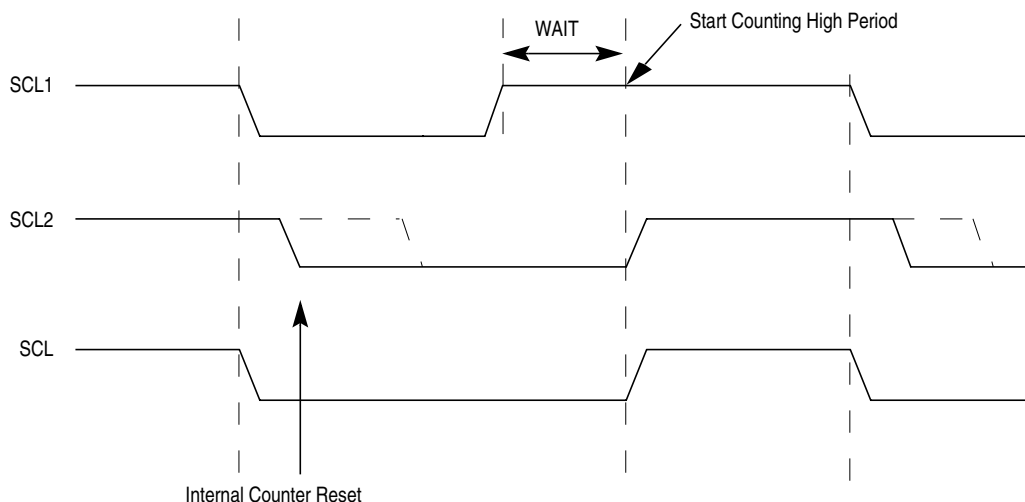 WAIT
Start Counting High Period
SCL1
SCL2
SCL
Internal Counter Reset